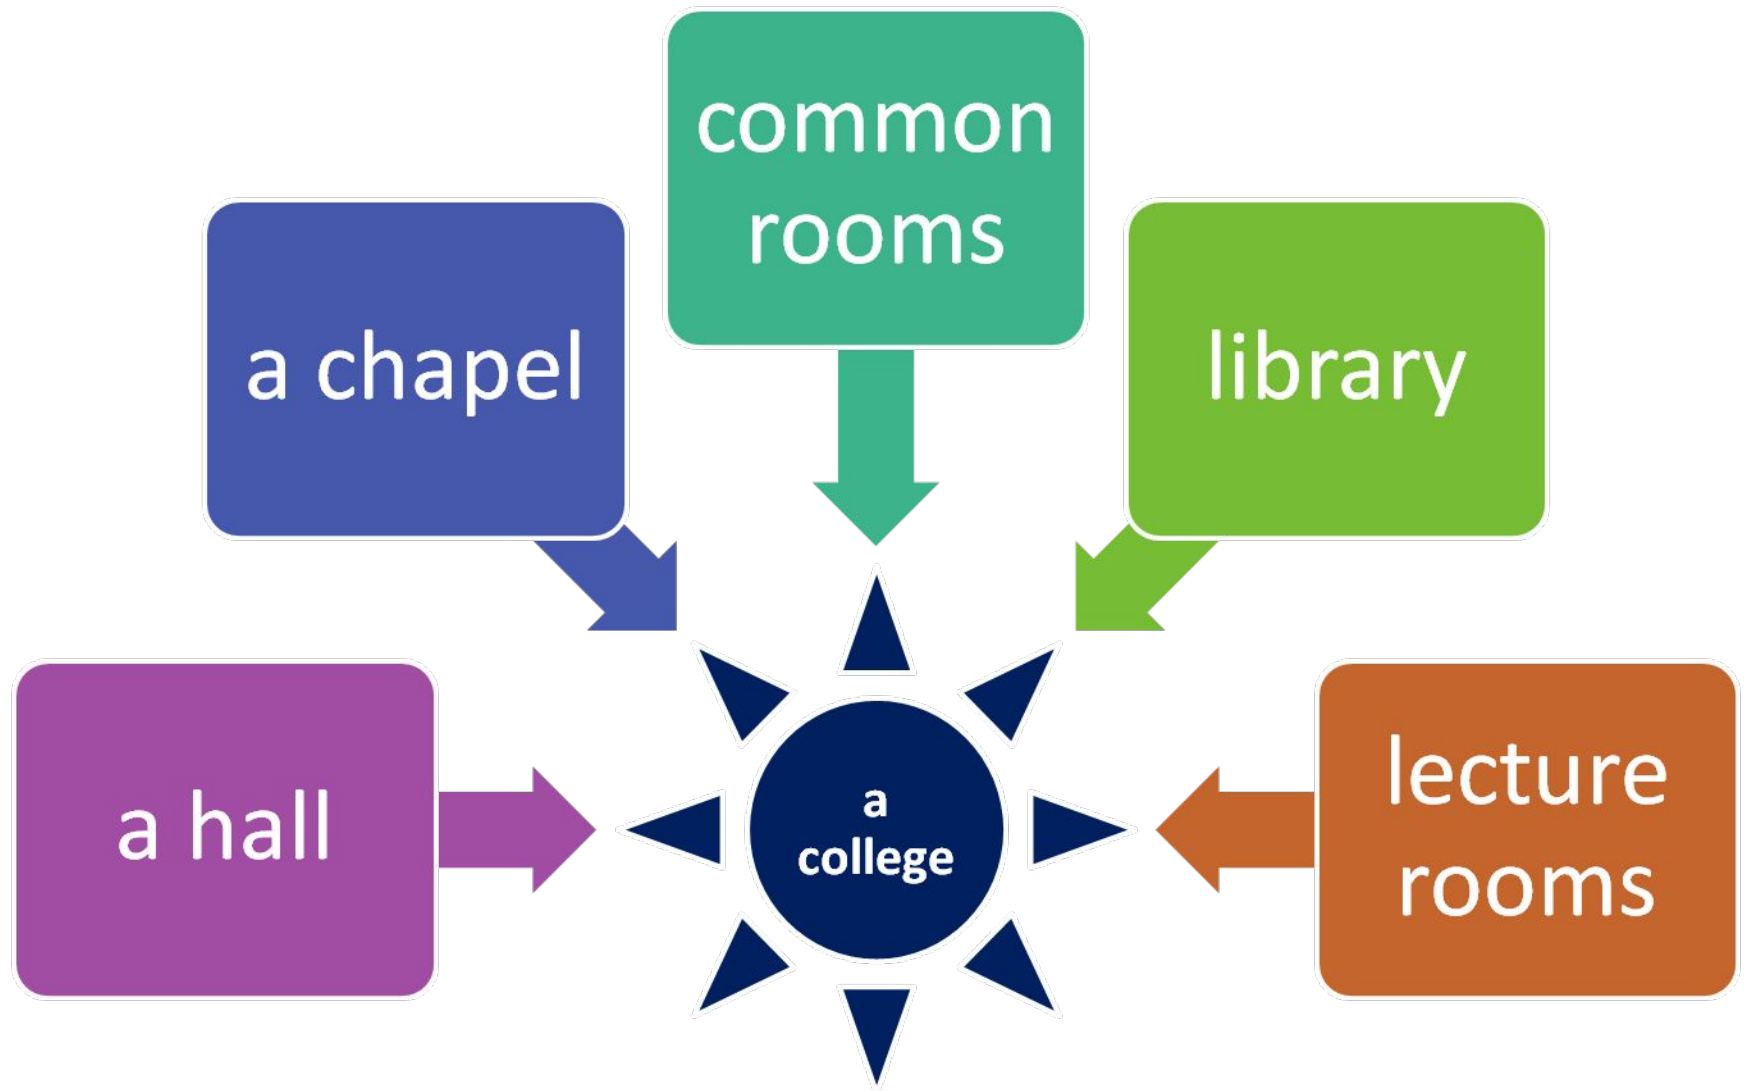 common
rooms
a chapel
library
a hall
a
college
lecture
rooms